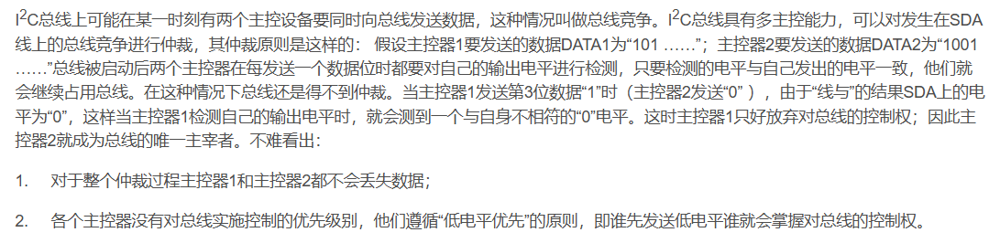 I²C总线上可能在某一时刻有两个主控设备要同时向总线发送数据，这种情况叫做总线竞争。I²C总线具有多主控能力，可以对发生在SDA
线上的总线竞争进行仲裁，其仲裁原则是这样的： 假设主控器1要发送的数据DATA1为“101 ……”；主控器2要发送的数据DATA2为“1001
……”总线被启动后两个主控器在每发送一个数据位时都要对自己的输出电平进行检测，只要检测的电平与自己发出的电平一致，他们就
会继续占用总线。在这种情况下总线还是得不到仲裁。当主控器1发送第3位数据“1”时（主控器2发送“0” ），由于“线与”的结果SDA上的电
平为“0”，这样当主控器1检测自己的输出电平时，就会测到一个与自身不相符的“0”电平。这时主控器1只好放弃对总线的控制权；因此主
控器2就成为总线的唯一主宰者。不难看出：
1. 对于整个仲裁过程主控器1和主控器2都不会丢失数据；
2. 各个主控器没有对总线实施控制的优先级别，他们遵循“低电平优先”的原则，即谁先发送低电平谁就会掌握对总线的控制权。